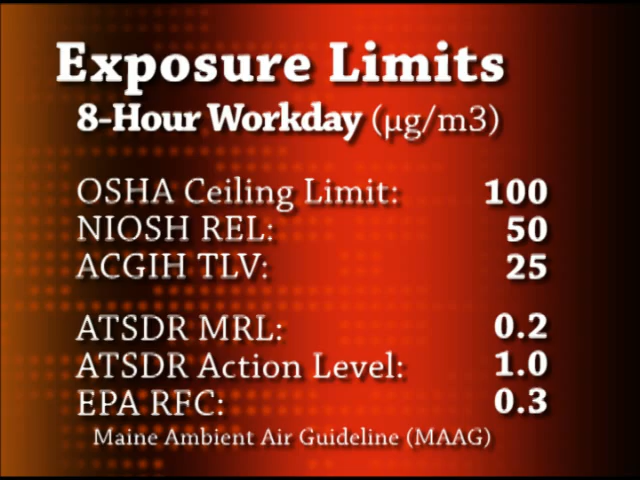 Exposure Limits
8-Hour Workday (µg/m3)
OSHA Ceiling Limit: 100
NIOSH REL: 50
ACGIH TLV: 25
ATSDR MRL: 0.2
ATSDR Action Level: 1.0
EPA RFC: 0.3
Maine Ambient Air Guideline (MAAG)